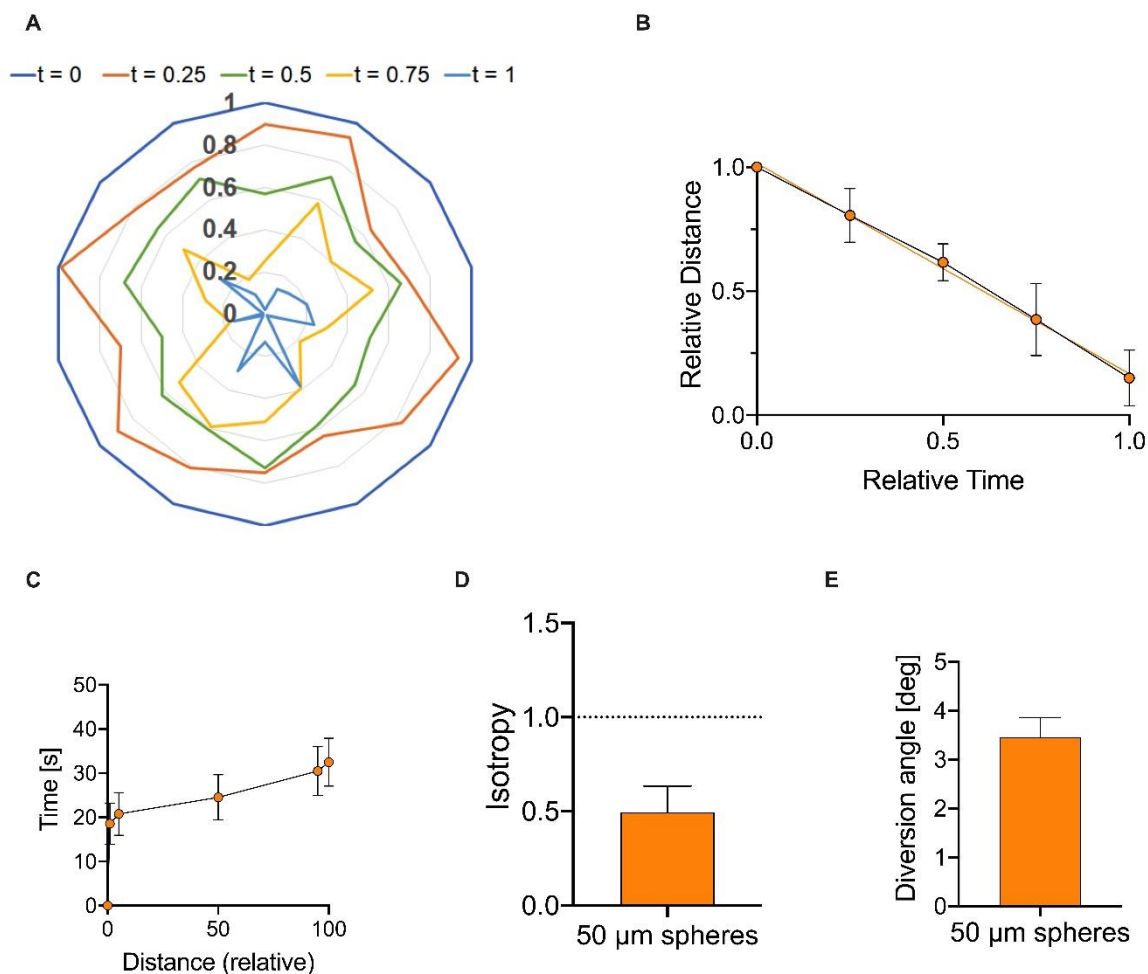 A
t = 0 t = 0.25 t = 0.5 t = 0.75 t = 1
1
0.8
0.6
0.4
0.2
0
B
Relative Distance
1.0
0.5
0.0
0.0 0.5 1.0
Relative Time
C
Time [s]
50
40
30
20
10
0
0 50 100
Distance (relative)
D
Isotropy
1.5
1.0
0.5
0.0
50 µm spheres
E
Diversion angle [deg]
5
4
3
2
1
0
50 µm spheres